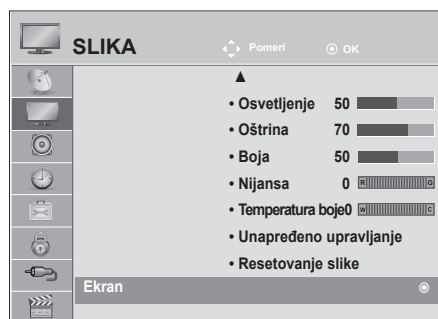 SLIKA Pomeri OK
• Osvetljenje 50
• Oštrina 70
• Boja 50
• Nijansa 0 R G
• Temperatura boje0 W C
• Unapređeno upravljanje
• Resetovanje slike
Ekran